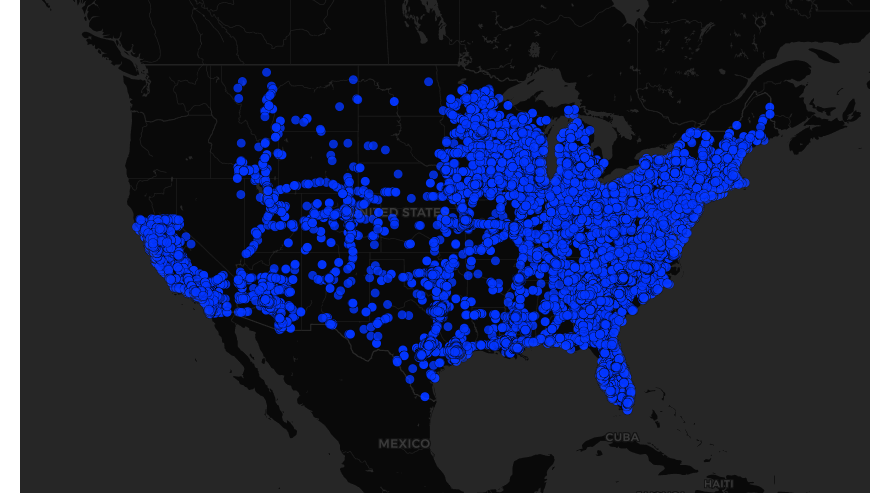 UNITED STATES
MEXICO
CUBA
HAITI